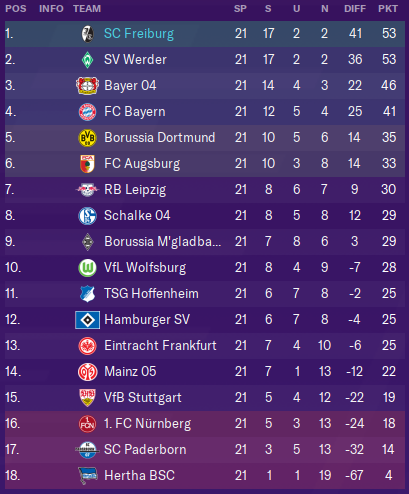 POS INFO TEAM SP S U N DIFF PKT
1. SC Freiburg 21 17 2 2 41 53
2. SV Werder 21 17 2 2 36 53
3. Bayer 04 21 14 4 3 22 46
4. FC Bayern 21 12 5 4 25 41
5. Borussia Dortmund 21 10 5 6 14 35
6. FC Augsburg 21 10 3 8 14 33
7. RB Leipzig 21 8 6 7 9 30
8. Schalke 04 21 8 5 8 12 29
9. Borussia M'gladba... 21 7 8 6 3 29
10. VfL Wolfsburg 21 8 4 9 -7 28
11. TSG Hoffenheim 21 6 7 8 -2 25
12. Hamburger SV 21 6 7 8 -4 25
13. Eintracht Frankfurt 21 7 4 10 -6 25
14. Mainz 05 21 7 1 13 -12 22
15. VfB Stuttgart 21 5 4 12 -22 19
16. 1. FC Nürnberg 21 5 3 13 -24 18
17. SC Paderborn 21 3 5 13 -32 14
18. Hertha BSC 21 1 1 19 -67 4